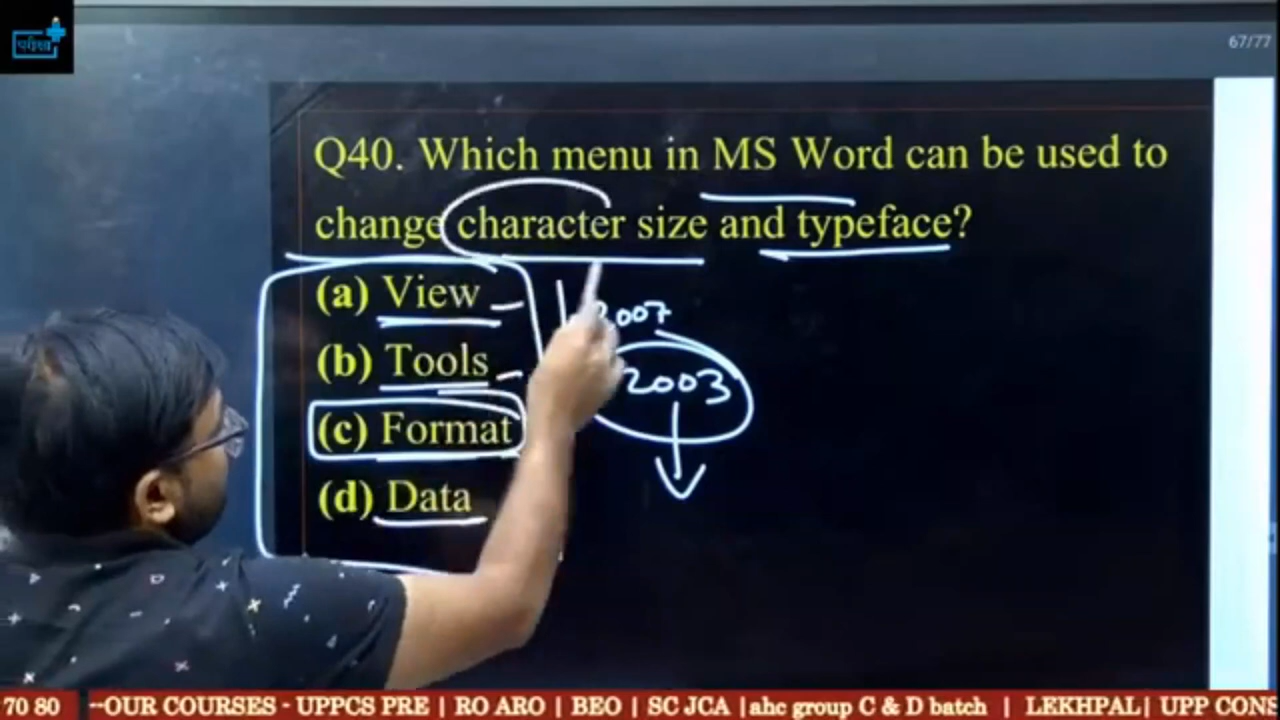 परीक्षा
67/77
Q40. Which menu in MS Word can be used to
change character size and typeface?
(a) View
2007
(b) Tools
2003
(c) Format
(d) Data
70 80 --OUR COURSES - UPPCS PRE | RO ARO | BEO | SC JCA |ahc group C & D batch | LEKHPAL| UPP CONS